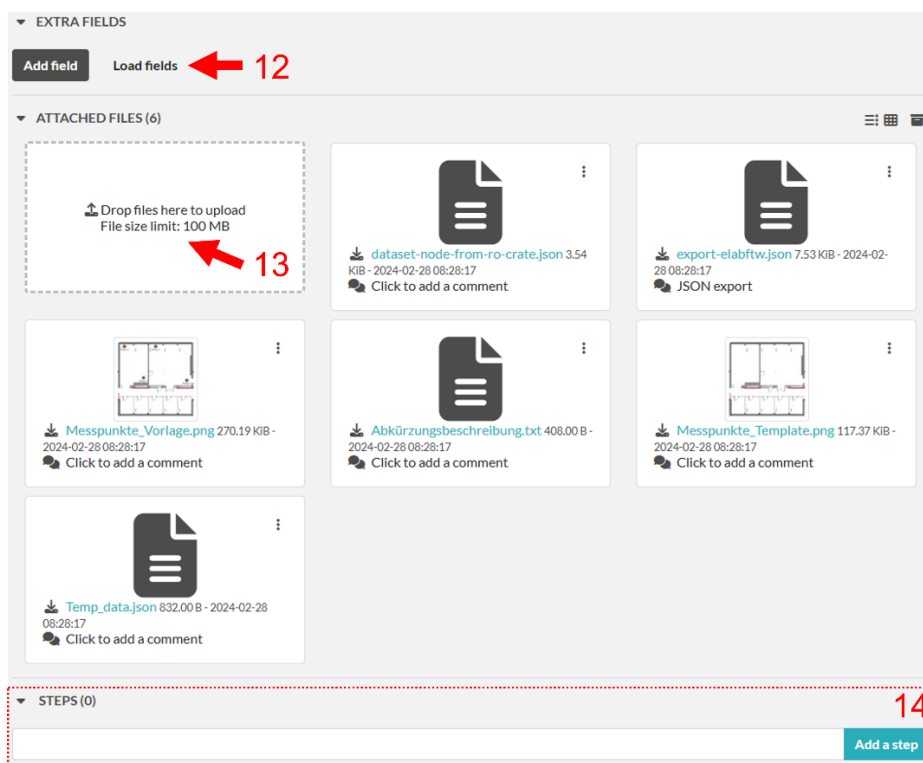 EXTRA FIELDS
Add field
Load fields
12
ATTACHED FILES (6)
Drop files here to upload
File size limit: 100 MB
13
dataset-node-from-ro-crate.json 3.54
KiB - 2024-02-28 08:28:17
Click to add a comment
export-elabftw.json 7.53 KiB - 2024-02-
28 08:28:17
JSON export
Messpunkte_Vorlage.png 270.19 KiB -
2024-02-28 08:28:17
Click to add a comment
Abkürzungsbeschreibung.txt 408.00 B -
2024-02-28 08:28:17
Click to add a comment
Messpunkte_Template.png 117.37 KiB -
2024-02-28 08:28:17
Click to add a comment
Temp_data.json 832.00 B - 2024-02-28
08:28:17
Click to add a comment
STEPS (0)
14
Add a step